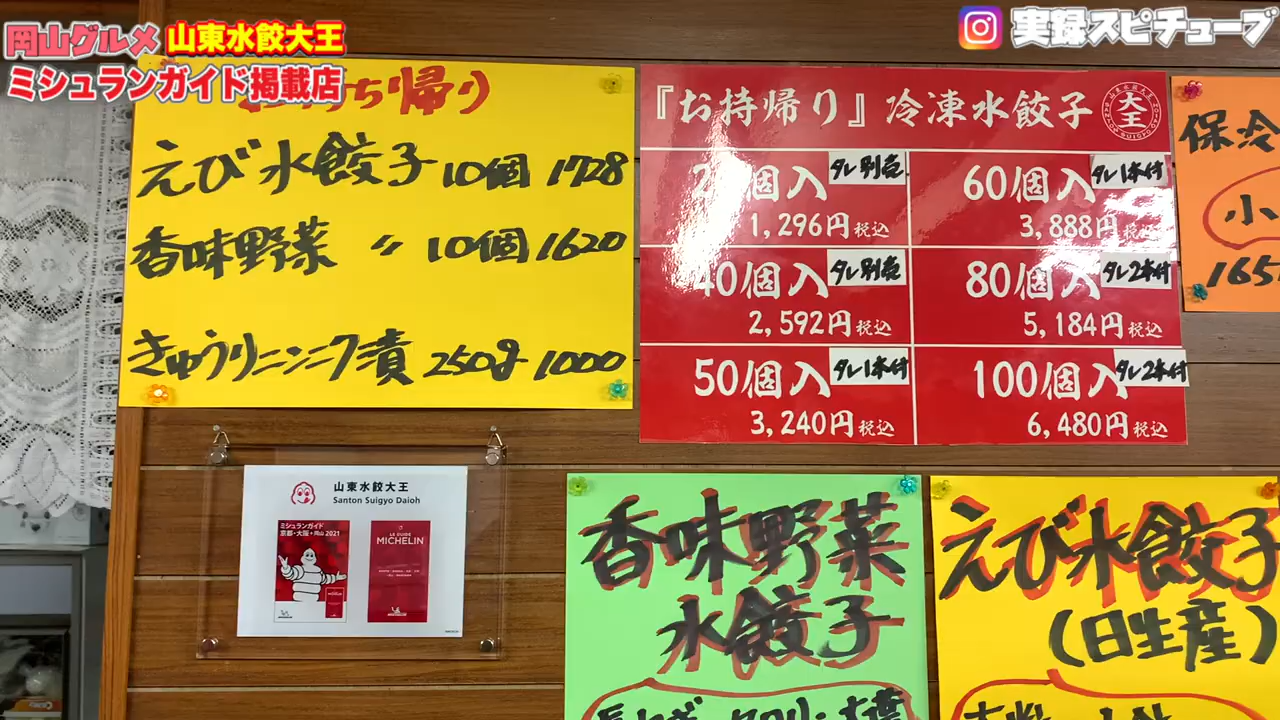 岡山グルメ 山東水餃大王
ミシュランガイド掲載店
実録スピチューブ
お持ち帰り
えび水餃子 10個 1728
香味野菜 〃 10個 1620
きゅうりニンニク漬 250g 1000
『お持帰り』冷凍水餃子
大王
個入 タレ別売
1,296円税込
60個入 タレ1本付
3,888円税込
40個入 タレ別売
2,592円税込
80個入 タレ2本付
5,184円税込
50個入 タレ1本付
3,240円税込
100個入 タレ2本付
6,480円税込
保冷
小
165
山東水餃大王
Santon Suigyo Daioh
ミシュランガイド
京都・大阪+岡山 2021
LE GUIDE
MICHELIN
香味野菜
水餃子
えび水餃子
(日生産)